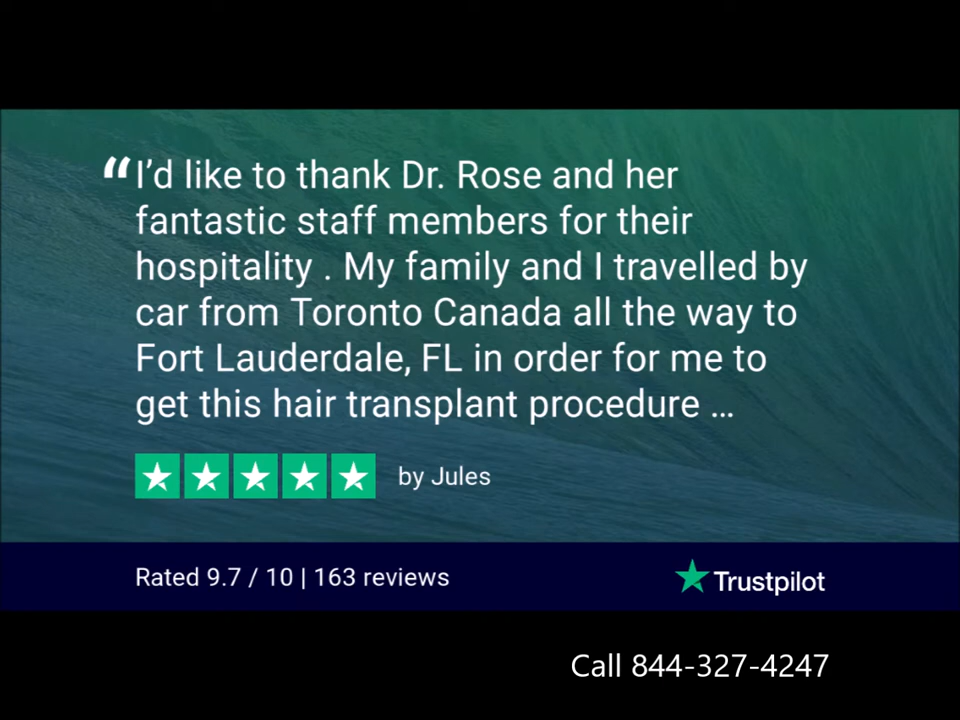 “I’d like to thank Dr. Rose and her
fantastic staff members for their
hospitality . My family and I travelled by
car from Toronto Canada all the way to
Fort Lauderdale, FL in order for me to
get this hair transplant procedure ...
by Jules
Rated 9.7 / 10 | 163 reviews
Trustpilot
Call 844-327-4247